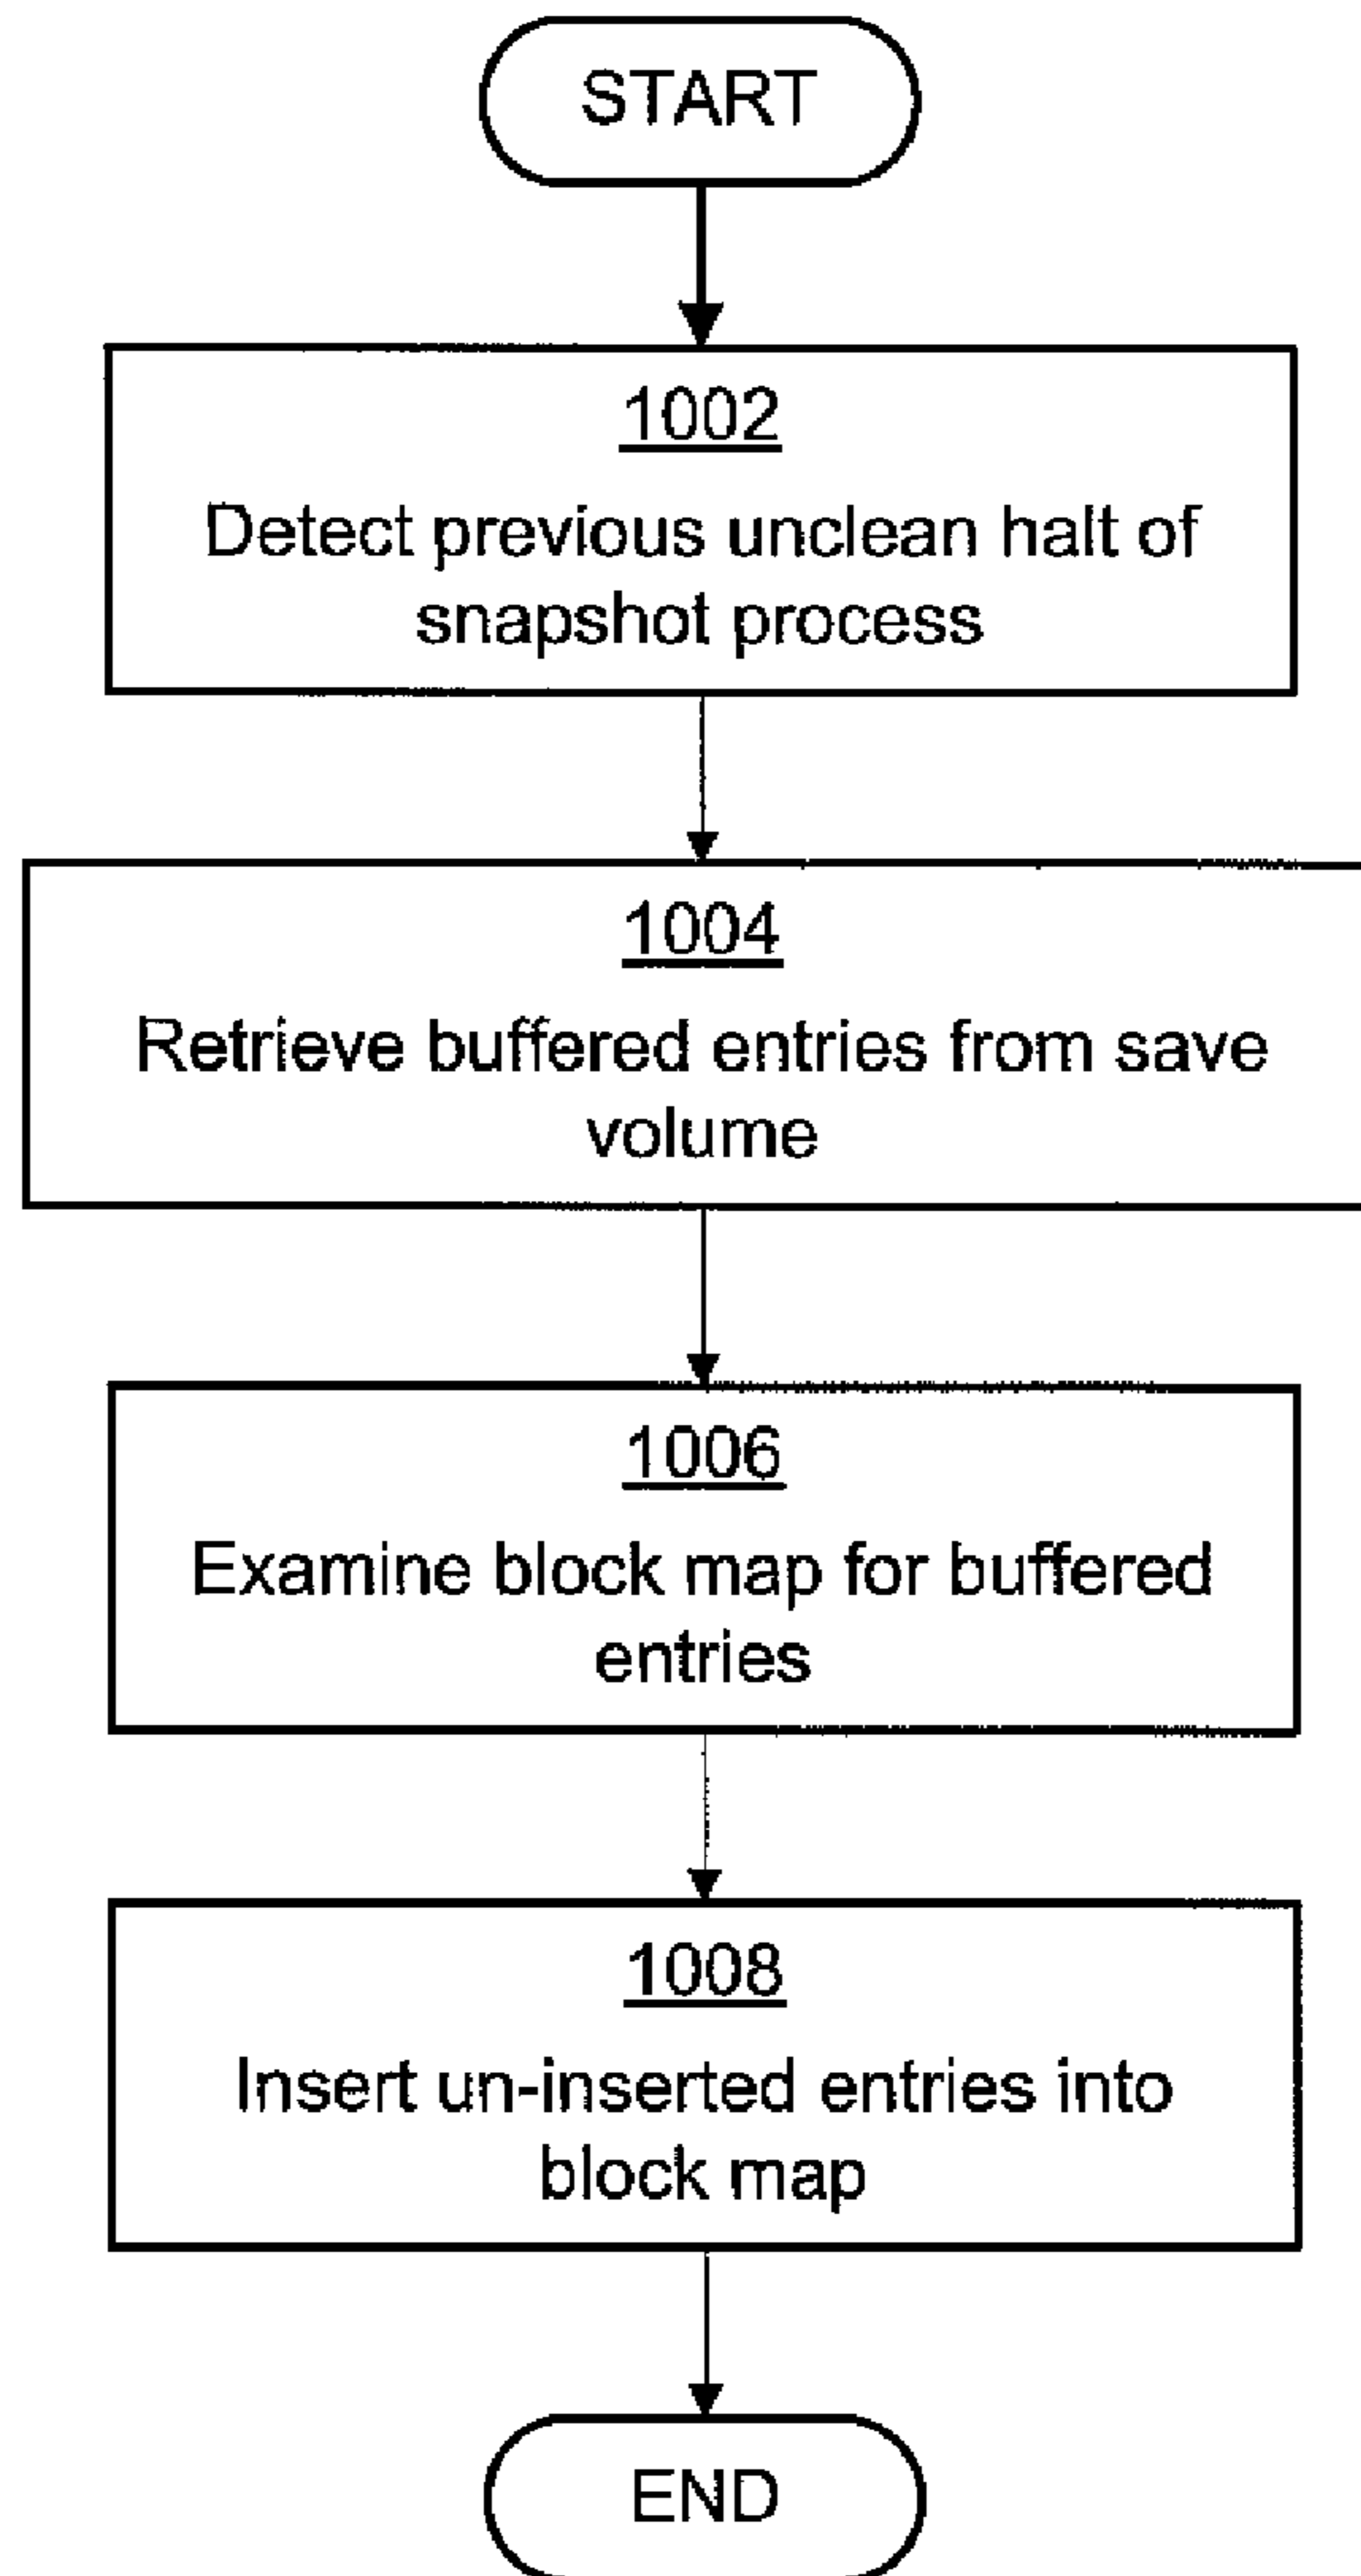 START
1002
Detect previous unclean halt of
snapshot process
1004
Retrieve buffered entries from save
volume
1006
Examine block map for buffered
entries
1008
Insert un-inserted entries into
block map
END